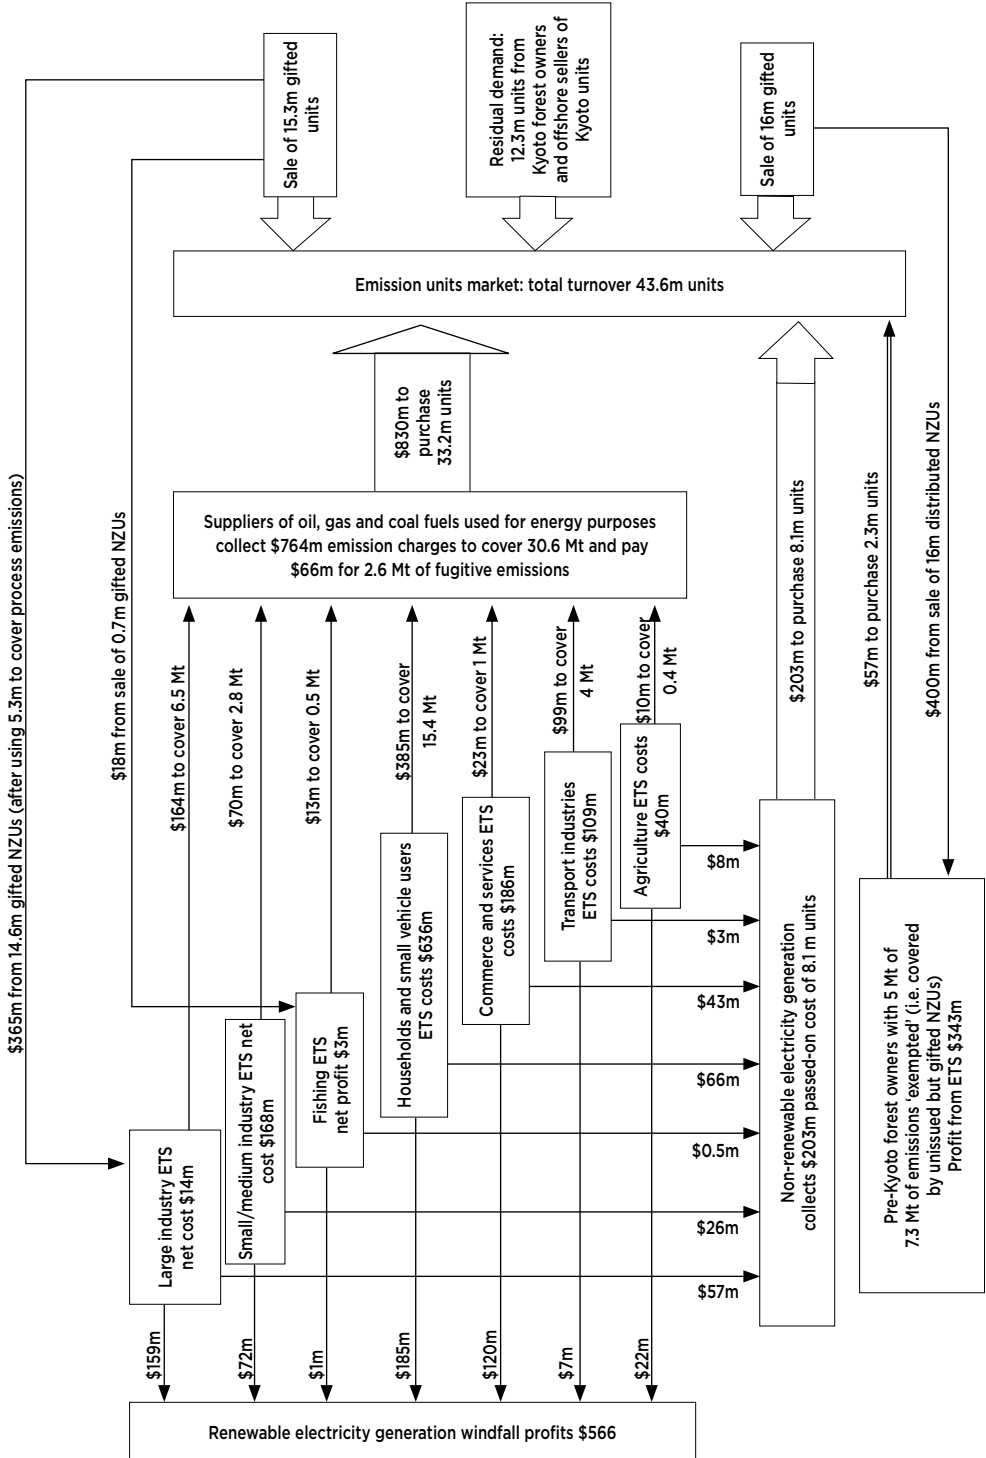 $365m from 14.6m gifted NZUs (after using 5.3m to cover process emissions)
$18m from sale of 0.7m gifted NZUs
Sale of 15.3m gifted
units
Residual demand:
12.3m units from
Kyoto forest owners
and offshore sellers of
Kyoto units
Sale of 16m gifted
units
Emission units market: total turnover 43.6m units
$830m to
purchase
33.2m units
Suppliers of oil, gas and coal fuels used for energy purposes
collect $764m emission charges to cover 30.6 Mt and pay
$66m for 2.6 Mt of fugitive emissions
$203m to purchase 8.1m units
$57m to purchase 2.3m units
$400m from sale of 16m distributed NZUs
$164m to cover 6.5 Mt
$70m to cover 2.8 Mt
$13m to cover 0.5 Mt
$385m to cover
15.4 Mt
$23m to cover 1 Mt
$99m to cover
4 Mt
$10m to cover
0.4 Mt
Large industry ETS
net cost $14m
Small/medium industry ETS net
cost $168m
Fishing ETS
net profit $3m
Households and small vehicle users
ETS costs $636m
Commerce and services ETS
costs $186m
Transport industries
ETS costs $109m
Agriculture ETS costs
$40m
$8m
$3m
$43m
$66m
$0.5m
$26m
$57m
Non-renewable electricity generation
collects $203m passed-on cost of 8.1 m units
Pre-Kyoto forest owners with 5 Mt of
7.3 Mt of emissions ‘exempted’ (i.e. covered
by unissued but gifted NZUs)
Profit from ETS $343m
$159m
$72m
$1m
$185m
$120m
$7m
$22m
Renewable electricity generation windfall profits $566